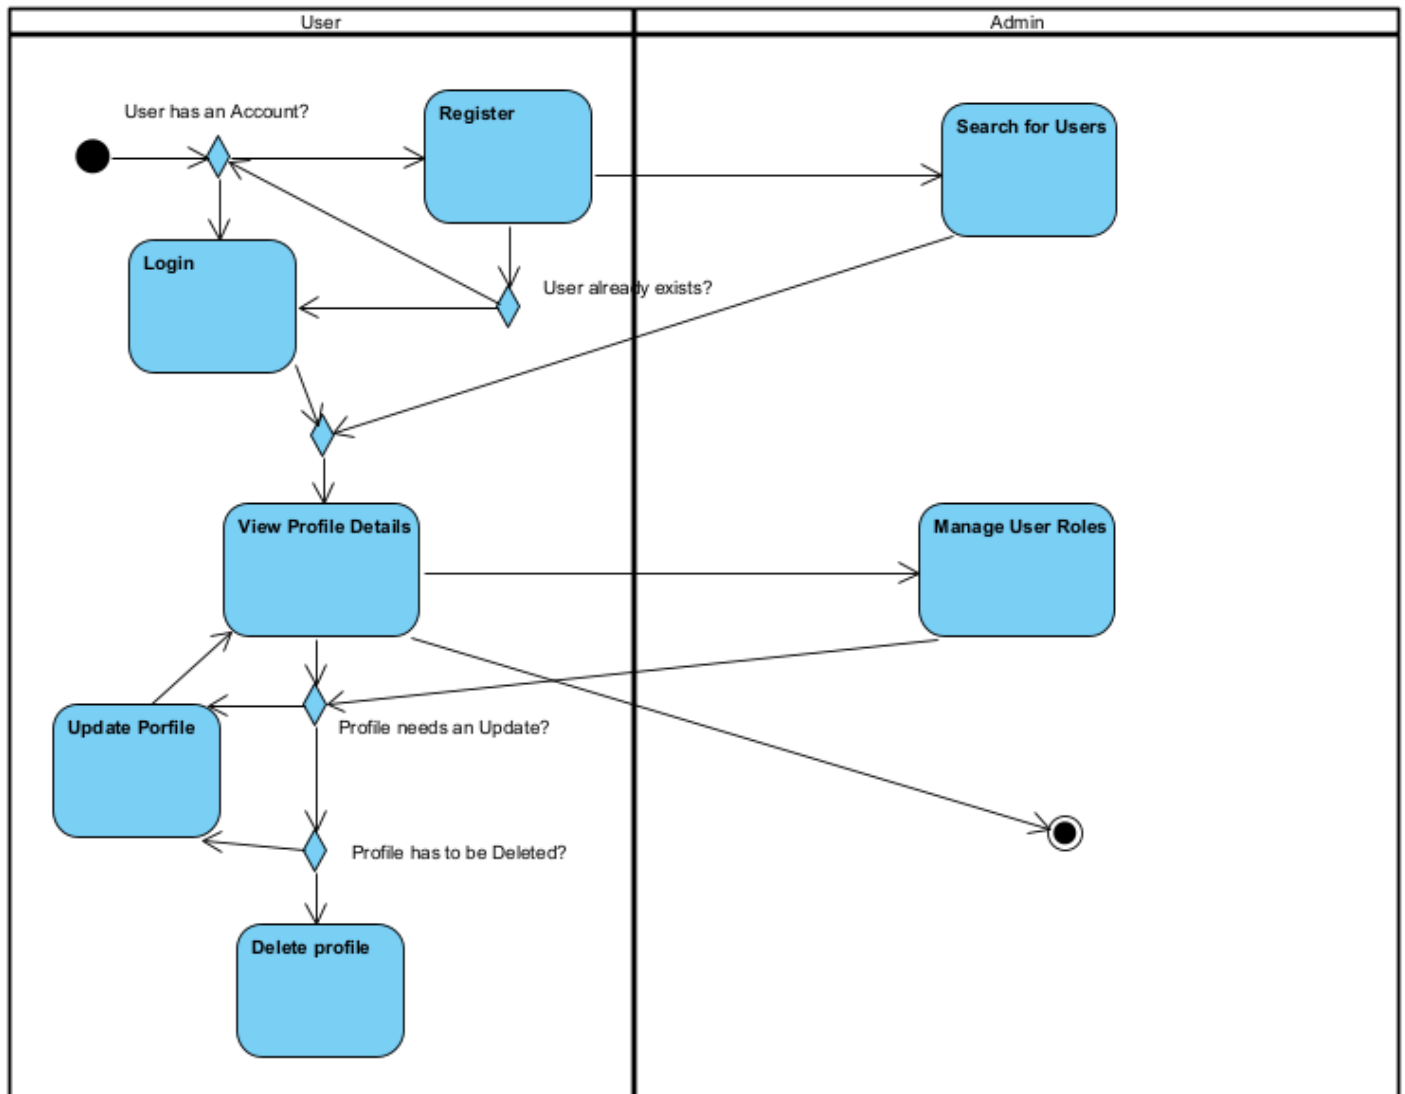 User
Admin
User has an Account?
Register
Search for Users
Login
User already exists?
View Profile Details
Manage User Roles
Update Porfile
Profile needs an Update?
Profile has to be Deleted?
Delete profile